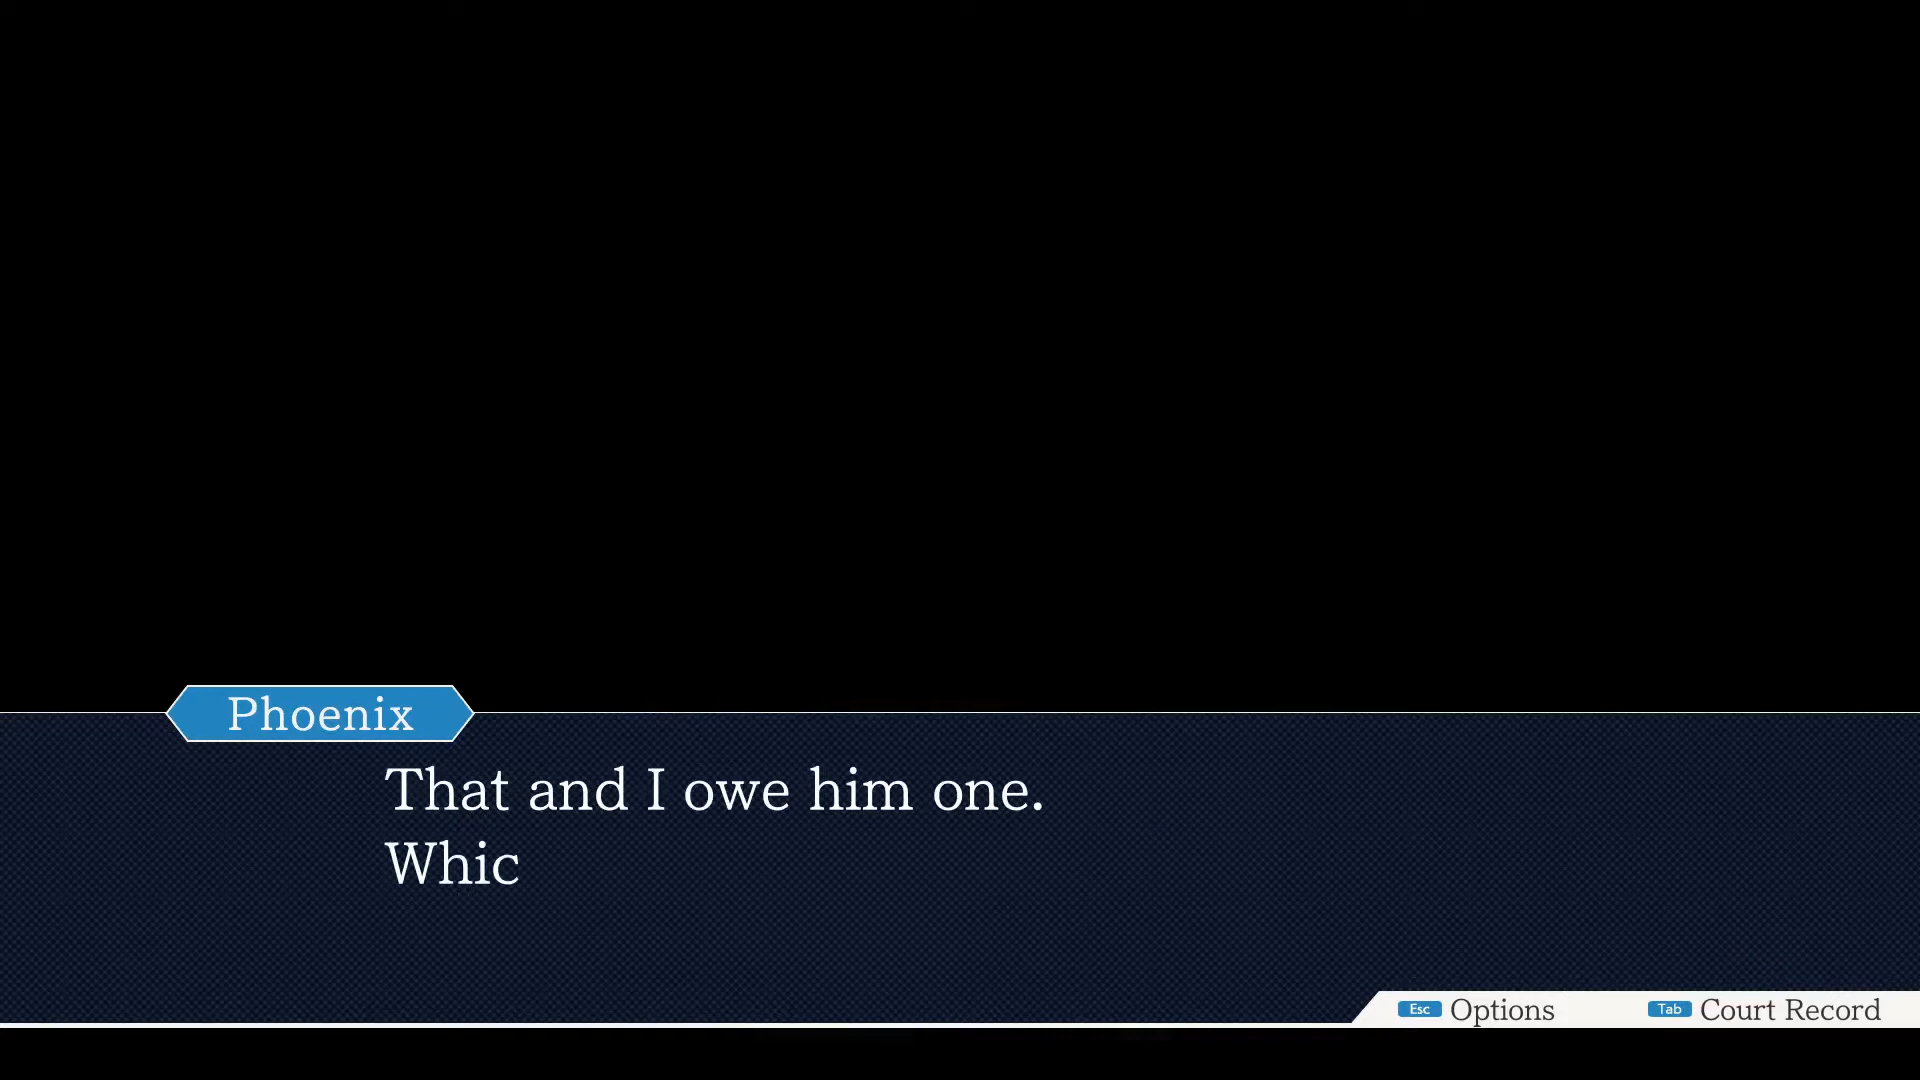 Phoenix
That and I owe him one.
Whic
Esc Options Tab Court Record